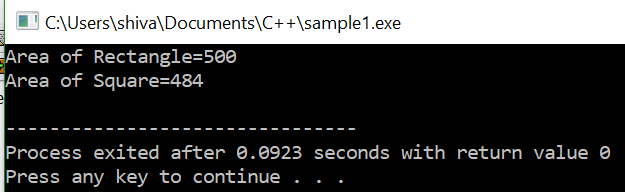 C:\Users\shiva\Documents\C++\sample1.exe
Area of Rectangle=500
Area of Square=484
---------------------------------
Process exited after 0.0923 seconds with return value 0
Press any key to continue . . .